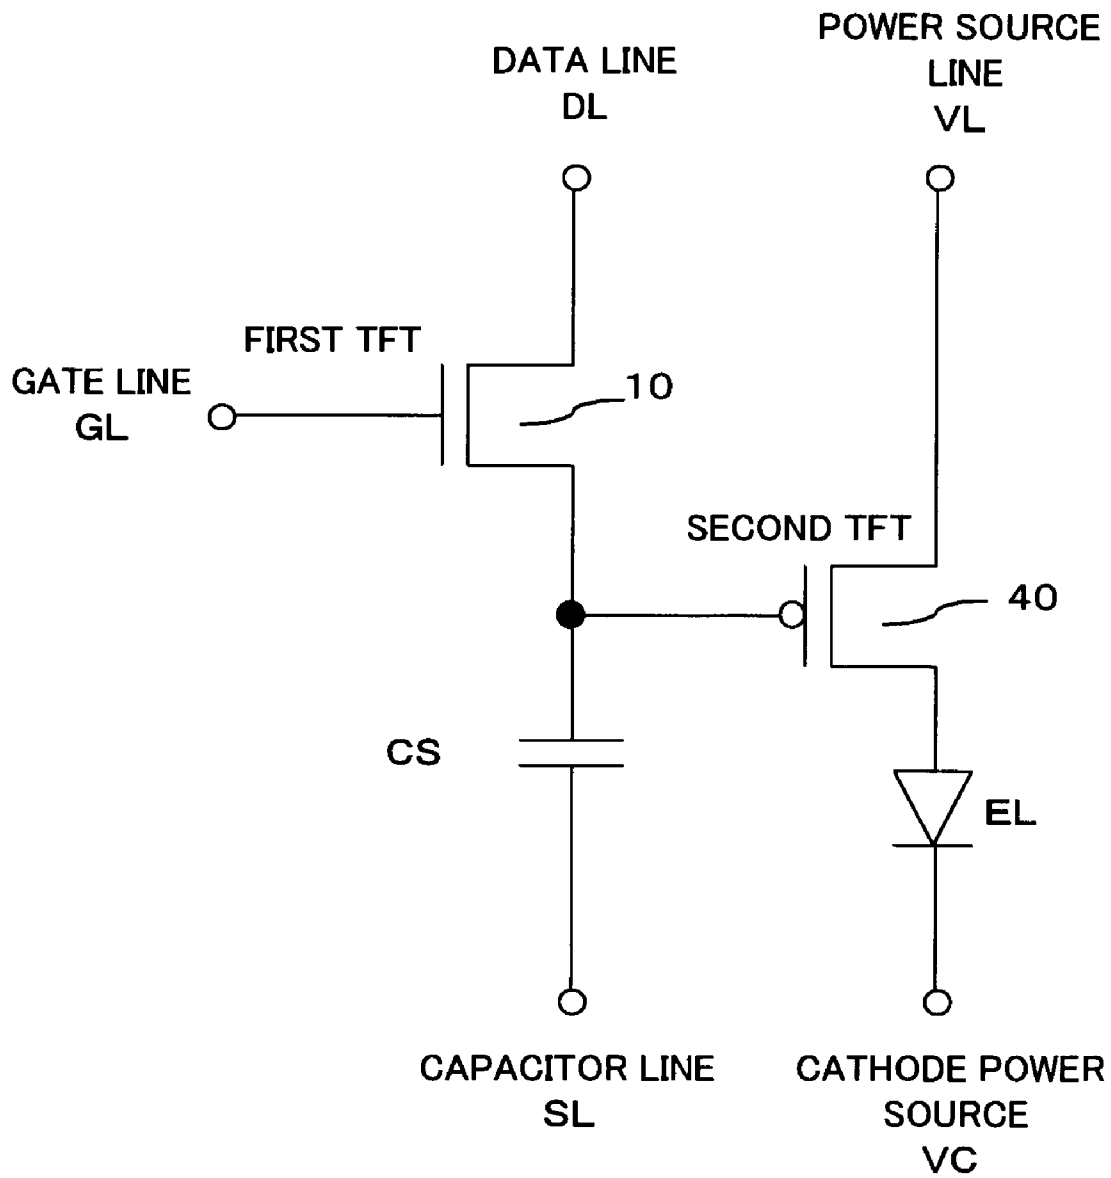 POWER SOURCE
LINE
VL
DATA LINE
DL
FIRST TFT
GATE LINE
GL
10
SECOND TFT
40
CS
EL
CAPACITOR LINE
SL
CATHODE POWER
SOURCE
VC